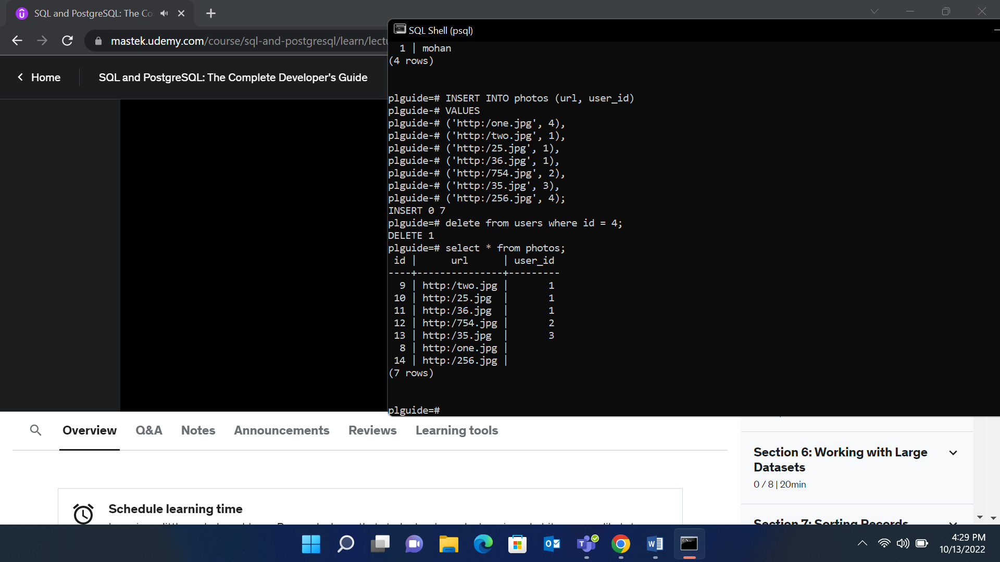 SQL and PostgreSQL: The Co
mastek.udemy.com/course/sql-and-postgresql/learn/lectu
Home
SQL and PostgreSQL: The Complete Developer's Guide
SQL Shell (psql)
1 | mohan
(4 rows)
plguide=# INSERT INTO photos (url, user_id)
plguide-# VALUES
plguide-# ('http:/one.jpg', 4),
plguide-# ('http:/two.jpg', 1),
plguide-# ('http:/25.jpg', 1),
plguide-# ('http:/36.jpg', 1),
plguide-# ('http:/754.jpg', 2),
plguide-# ('http:/35.jpg', 3),
plguide-# ('http:/256.jpg', 4);
INSERT 0 7
plguide=# delete from users where id = 4;
DELETE 1
plguide=# select * from photos;
 id |      url      | user_id
----+---------------+---------
  9 | http:/two.jpg |       1
 10 | http:/25.jpg  |       1
 11 | http:/36.jpg  |       1
 12 | http:/754.jpg |       2
 13 | http:/35.jpg  |       3
  8 | http:/one.jpg |
 14 | http:/256.jpg |
(7 rows)
plguide=#
Overview Q&A Notes Announcements Reviews Learning tools
Section 6: Working with Large
Datasets
0 / 8 | 20min
Schedule learning time
Section 7: Sorting Records
4:29 PM
10/13/2022